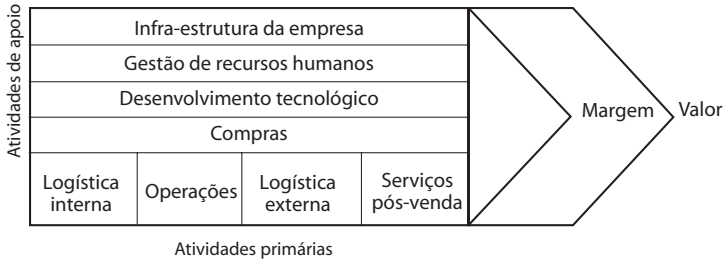 Atividades de apoio
Infra-estrutura da empresa
Gestão de recursos humanos
Desenvolvimento tecnológico
Compras
Logística
interna
Operações
Logística
externa
Serviços
pós-venda
Margem
Valor
Atividades primárias